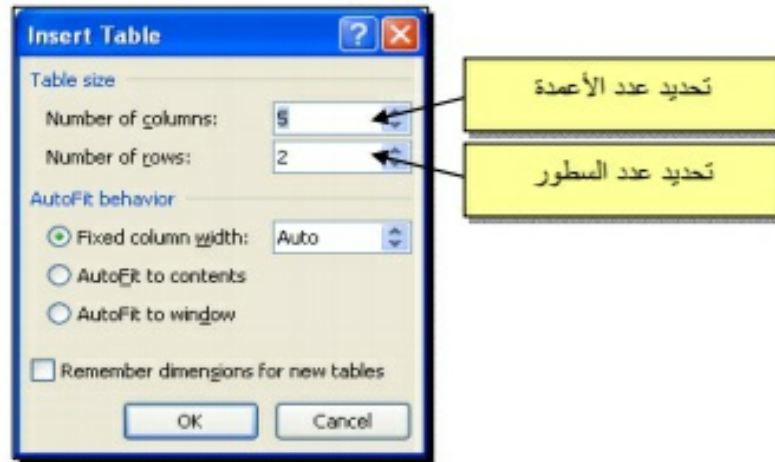 Insert Table
Table size
Number of columns: 5
تحديد عدد الأعمدة
Number of rows: 2
تحديد عدد السطور
AutoFit behavior
Fixed column width: Auto
AutoFit to contents
AutoFit to window
Remember dimensions for new tables
OK Cancel